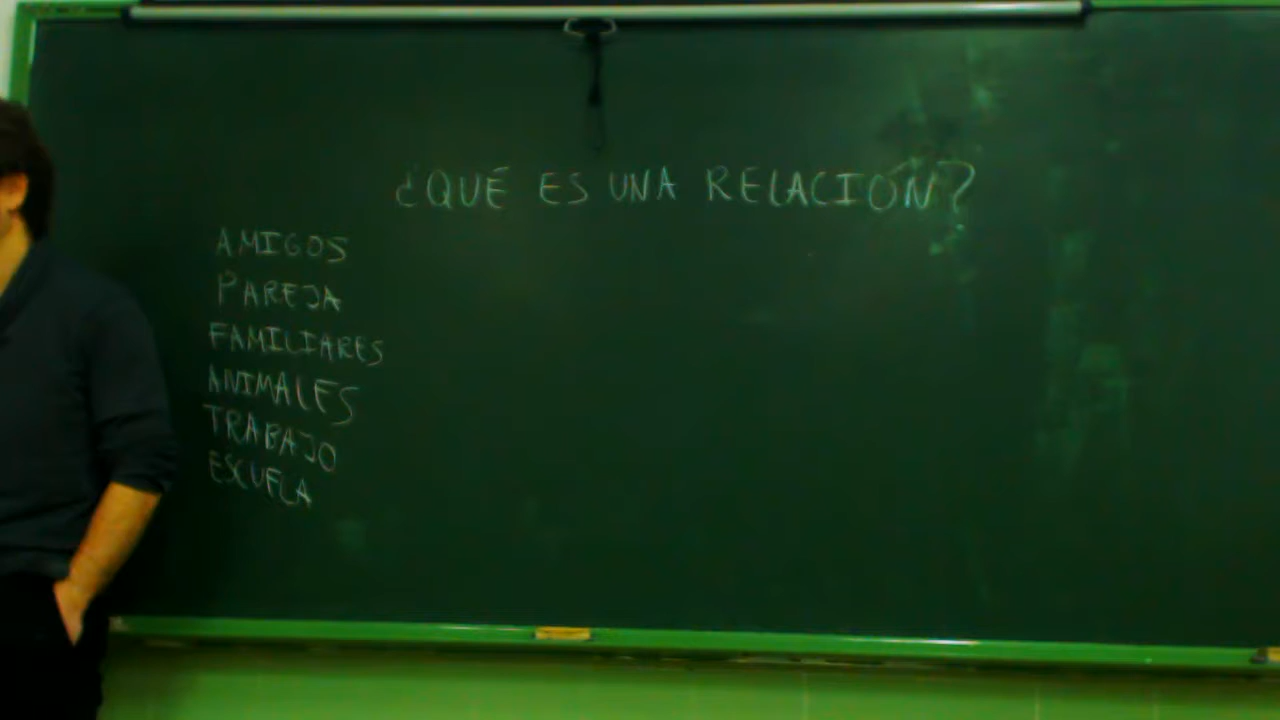 ¿QUÉ ES UNA RELACIÓN?
AMIGOS
PAREJA
FAMILIARES
ANIMALES
TRABAJO
ESCUELA